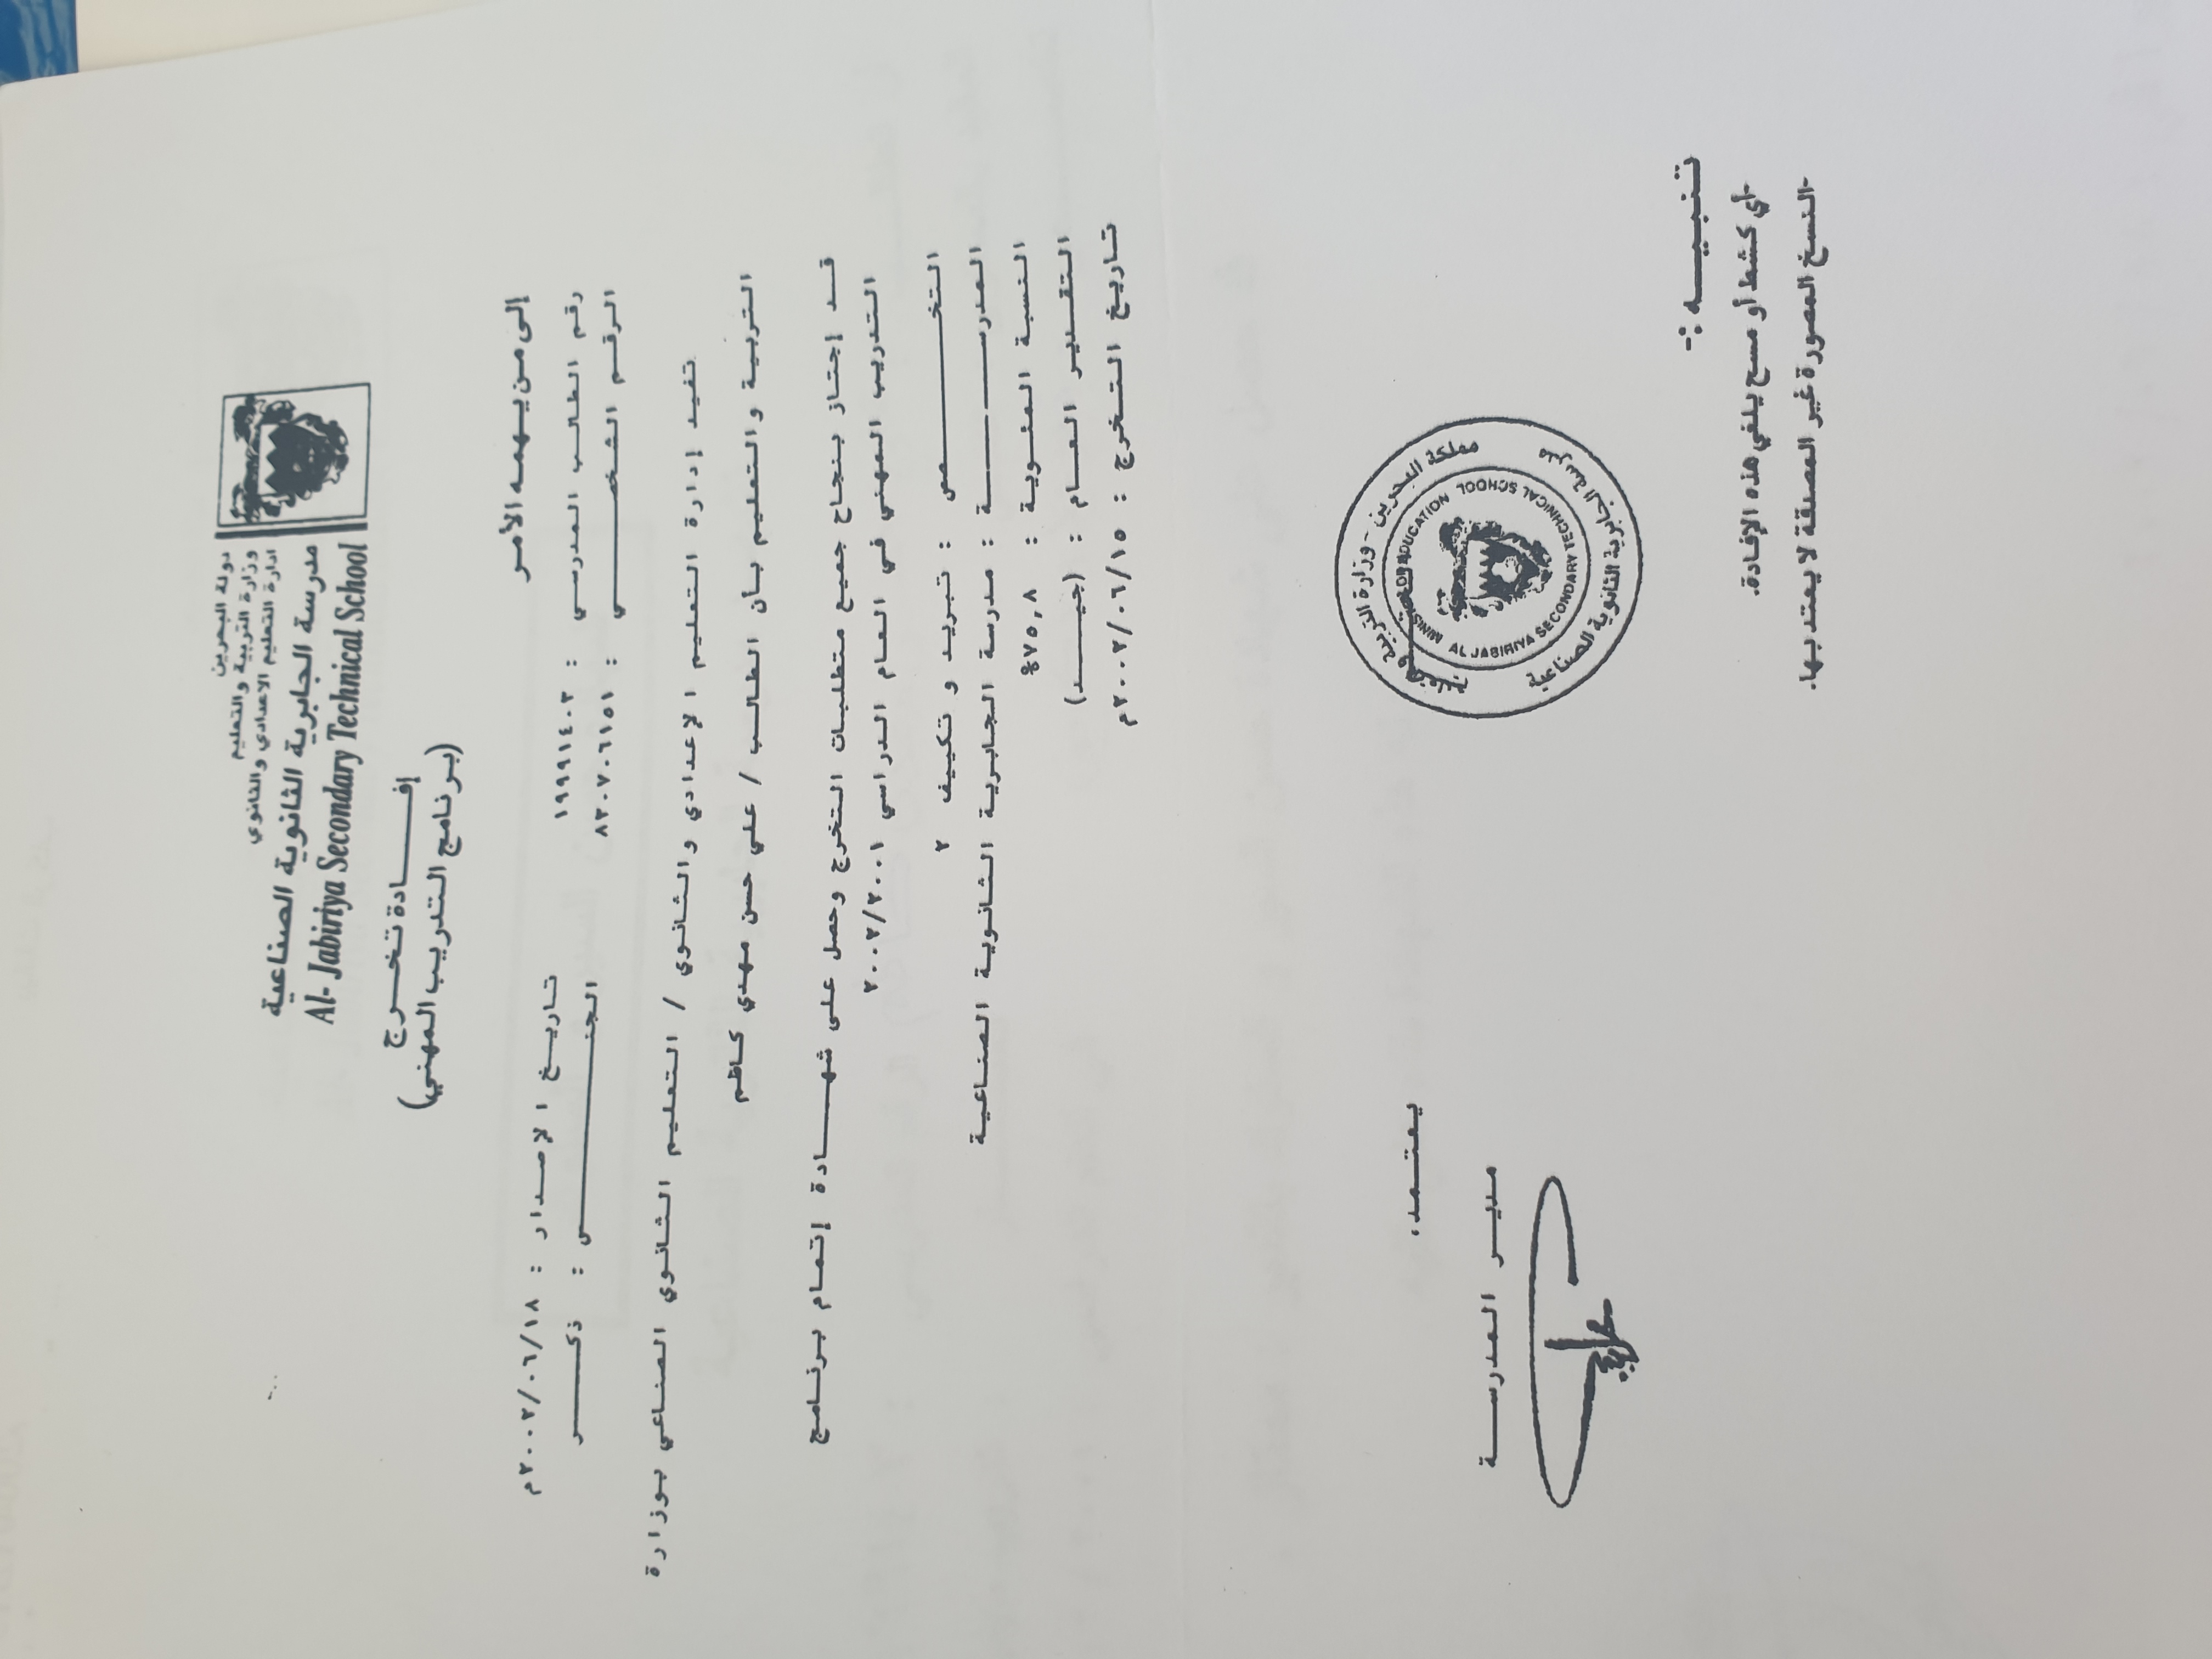 دولة البحرين
وزارة التربية والتعليم
ادارة التعليم الاعدادي والثانوي
مدرسة الجابرية الثانوية الصناعية
Al- Jabiriya Secondary Technical School
إفــــادة تـخـــرج
(بـرنامج التدريب المهني)
إلى من يـهمـه الأمـر
رقم الطالب المدرسي : ١٩٩٩١٤٠٣ تاريخ الإصدار : ٢٠٠٢/٠٦/١٨م
الرقم الشخصي : ٨٣٠٧٠٦١٥١ الجنس : ذكر
تفيد إدارة التعليم الإعدادي والثانوي / التعليم الثانوي الصناعي بوزارة
التربية والتعليم بأن الطالب / علي حسن مهدي كاظم
قد إجتاز بنجاح جميع متطلبات التخرج وحصل على شهادة إتمام برنامج
التدريب المهني في العام الدراسي ٢٠٠٢/٢٠٠١
التخصص : تبريد و تكييف ٢
المدرسة : مدرسة الجابرية الثانوية الصناعية
النسبة المئوية : ٧٥,٨%
التقدير العام : (جيد)
تاريخ التخرج : ٢٠٠٢/٠٦/١٥م
يعتمد،
مدير المدرسة
مملكة البحرين - وزارة التربية والتعليم
MINISTRY OF EDUCATION
AL JABIRIYA SECONDARY TECHNICAL SCHOOL
مدرسة الجابرية الثانوية الصناعية
تنبيه :-
-أي كشط أو مسح يلغي هذه الإفادة.
-النسخ المصورة غير المصدقة لا يعتد بها.